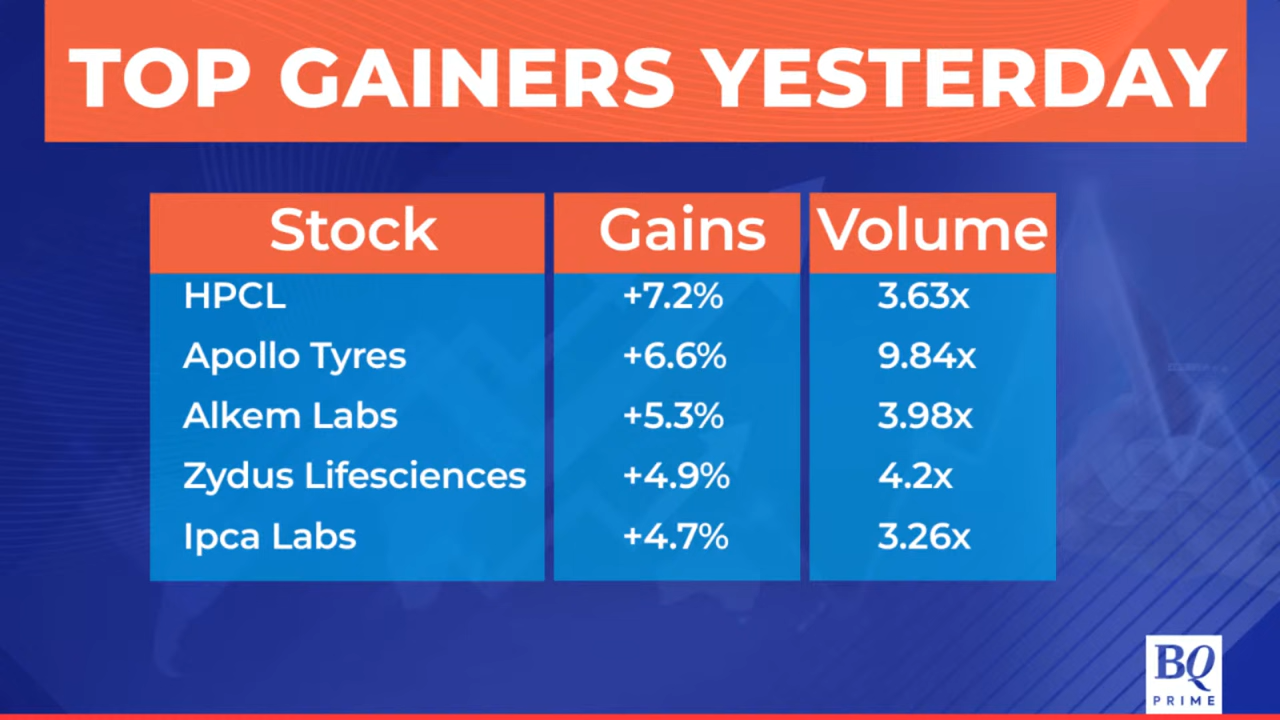 TOP GAINERS YESTERDAY
Stock Gains Volume
HPCL +7.2% 3.63x
Apollo Tyres +6.6% 9.84x
Alkem Labs +5.3% 3.98x
Zydus Lifesciences +4.9% 4.2x
Ipca Labs +4.7% 3.26x
BQ
PRIME